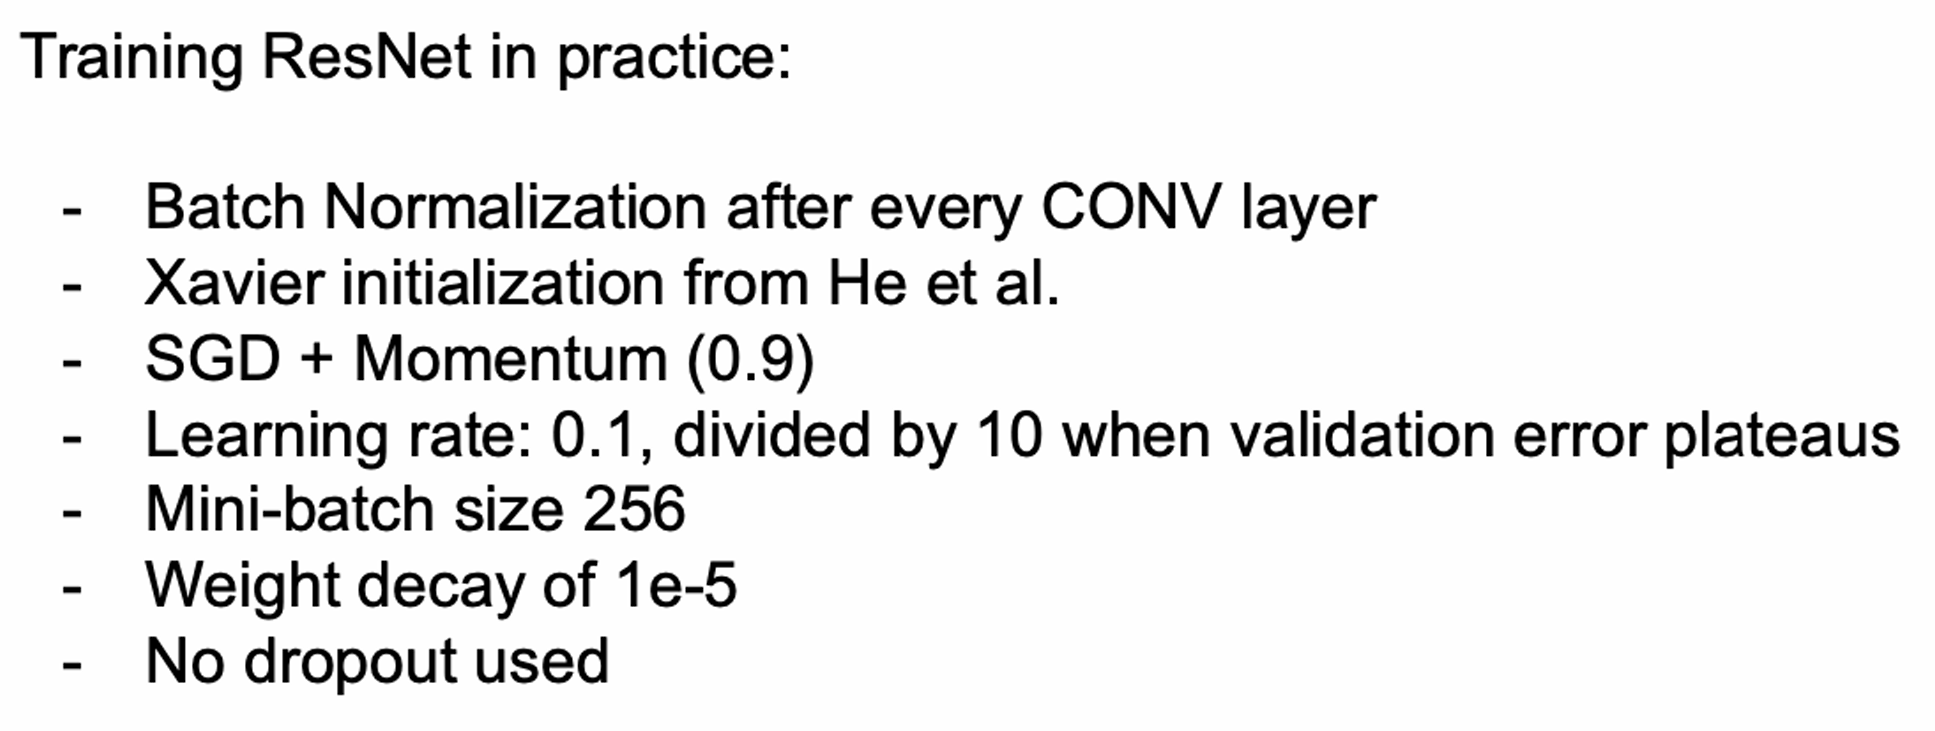 Training ResNet in practice:
- Batch Normalization after every CONV layer
- Xavier initialization from He et al.
- SGD + Momentum (0.9)
- Learning rate: 0.1, divided by 10 when validation error plateaus
- Mini-batch size 256
- Weight decay of 1e-5
- No dropout used